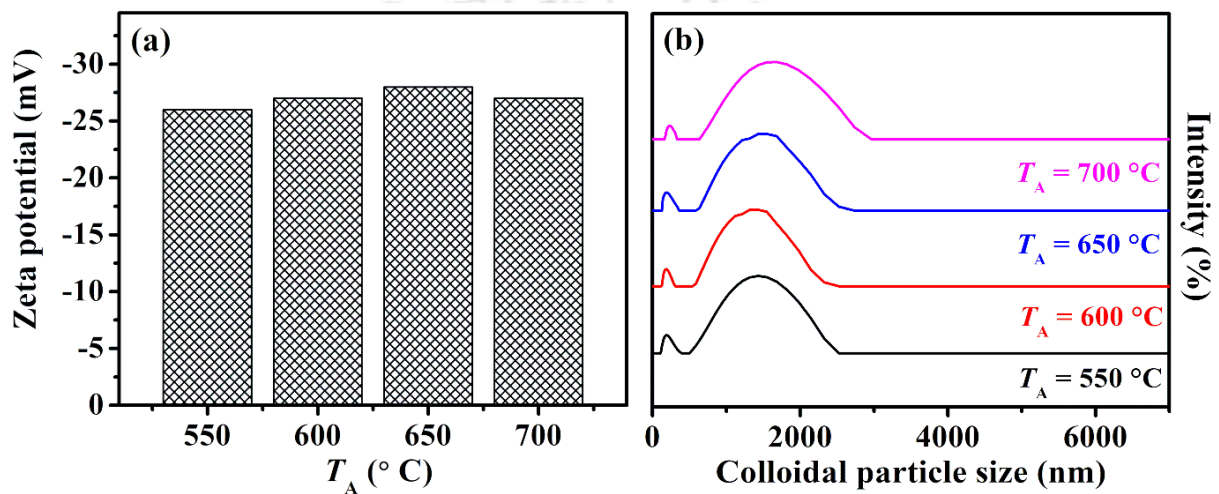 (a)
Zeta potential (mV)
-30
-25
-20
-15
-10
-5
0
550 600 650 700
T_A (° C)
(b)
T_A = 700 °C
T_A = 650 °C
T_A = 600 °C
T_A = 550 °C
Intensity (%)
0 2000 4000 6000
Colloidal particle size (nm)